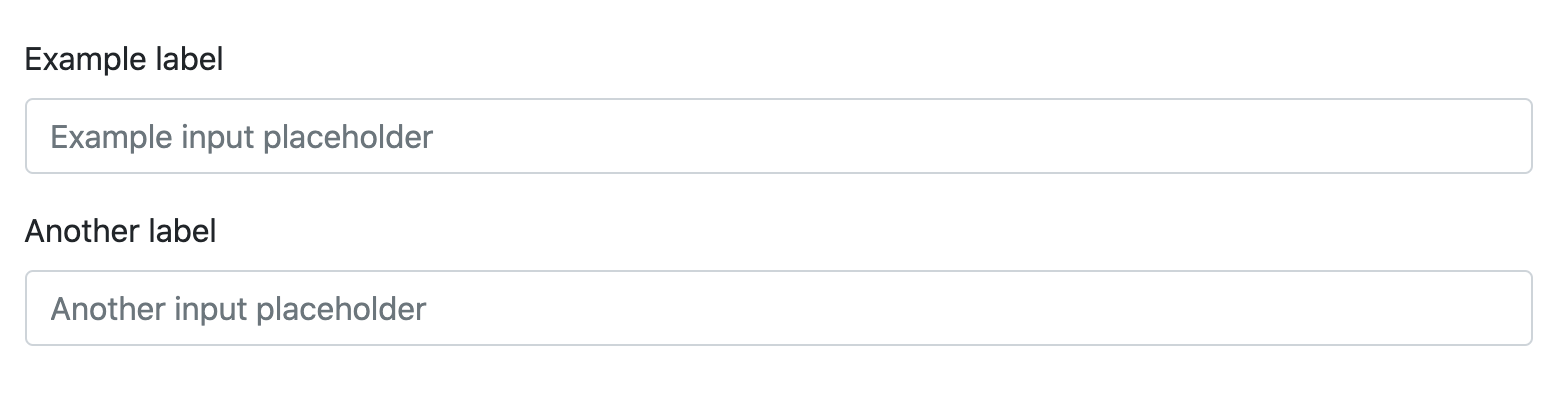 Example label
Example input placeholder
Another label
Another input placeholder